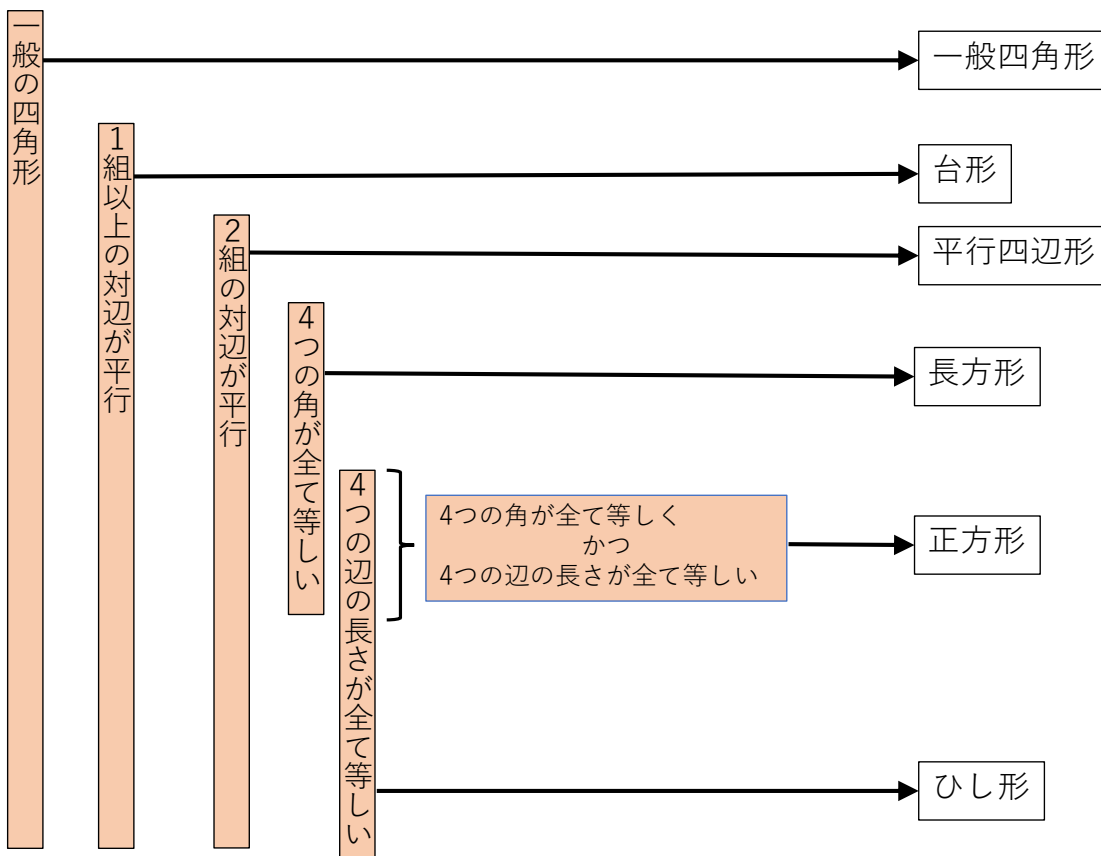 一般の四角形
一般四角形
1組以上の対辺が平行
台形
2組の対辺が平行
平行四辺形
4つの角が全て等しい
長方形
4つの辺の長さが全て等しい
4つの角が全て等しく
かつ
4つの辺の長さが全て等しい
正方形
ひし形